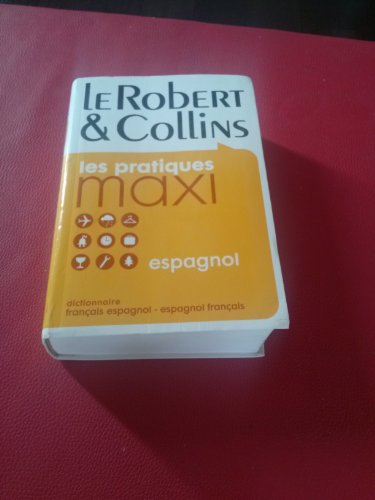 le Robert
& Collins
les pratiques
maxi
espagnol
dictionnaire
français espagnol - espagnol français